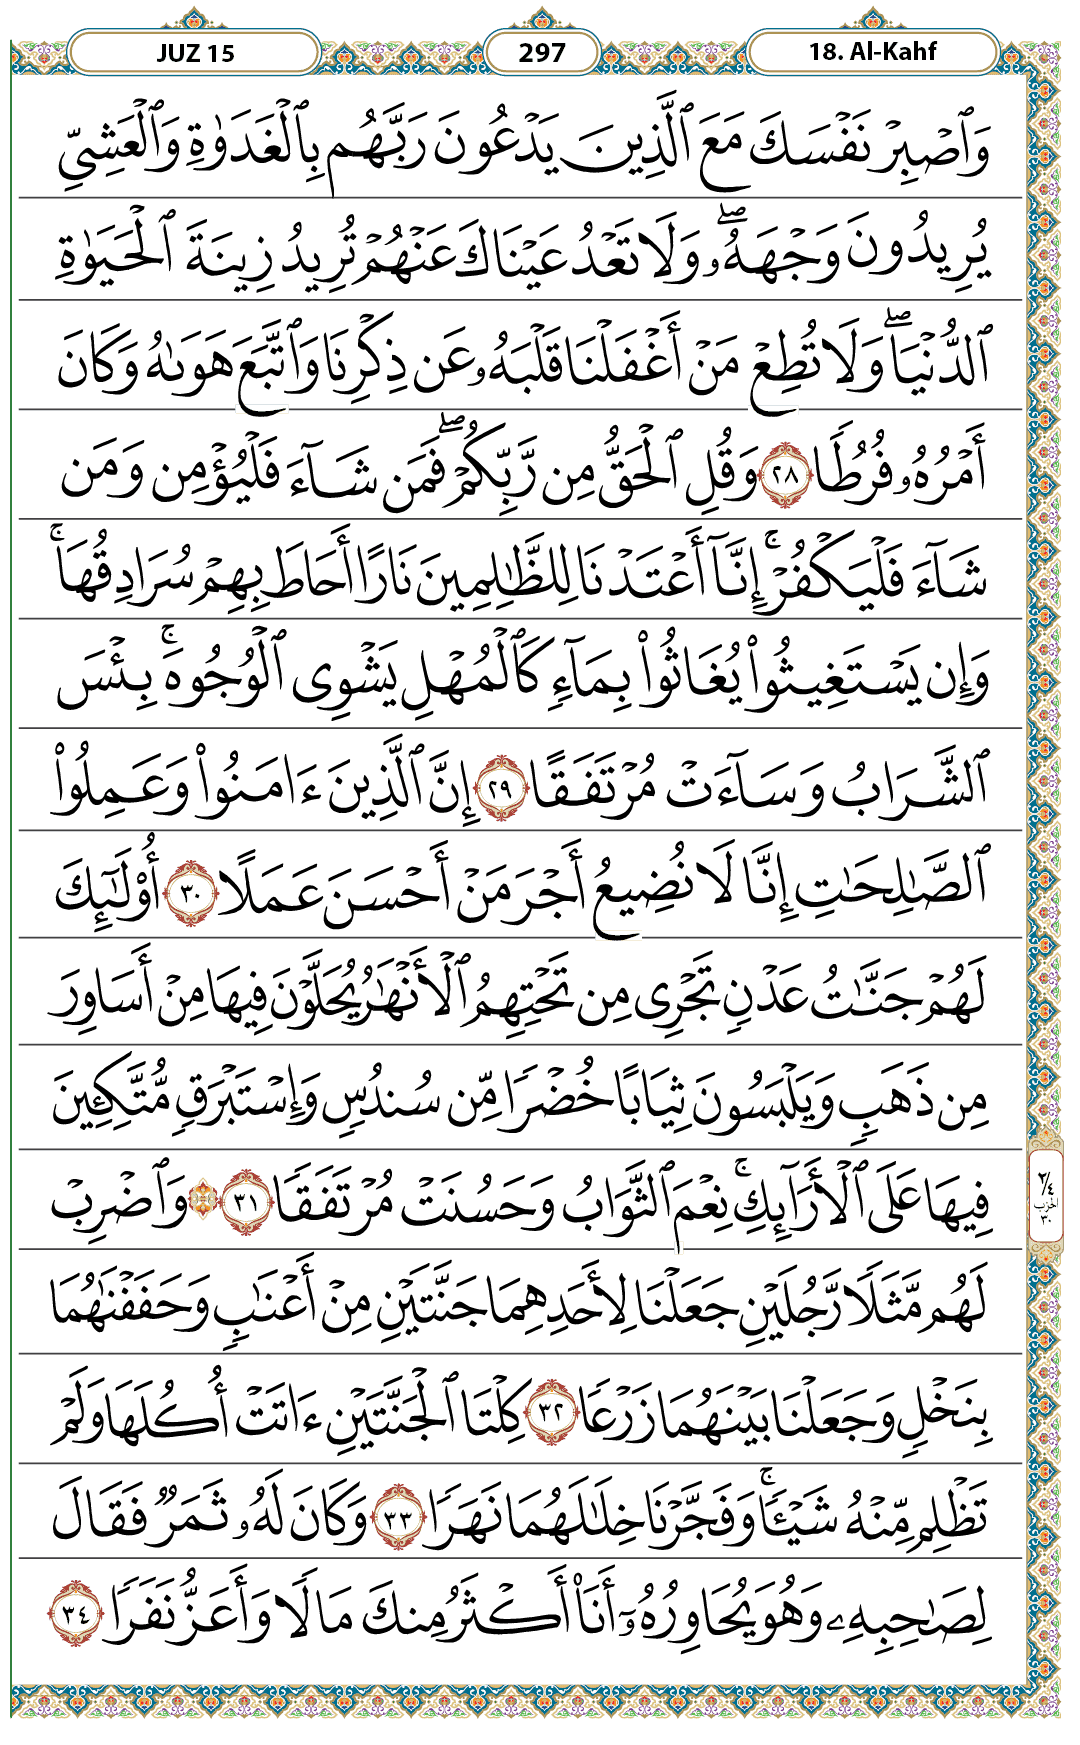 JUZ 15
297
18. Al-Kahf
وَٱصۡبِرۡ نَفۡسَكَ مَعَ ٱلَّذِينَ يَدۡعُونَ رَبَّهُم بِٱلۡغَدَوٰةِ وَٱلۡعَشِيِّ
يُرِيدُونَ وَجۡهَهُۥۖ وَلَا تَعۡدُ عَيۡنَاكَ عَنۡهُمۡ تُرِيدُ زِينَةَ ٱلۡحَيَوٰةِ
ٱلدُّنۡيَاۖ وَلَا تُطِعۡ مَنۡ أَغۡفَلۡنَا قَلۡبَهُۥ عَن ذِكۡرِنَا وَٱتَّبَعَ هَوَىٰهُ وَكَانَ
أَمۡرُهُۥ فُرُطٗا ٢٨ وَقُلِ ٱلۡحَقُّ مِن رَّبِّكُمۡۖ فَمَن شَآءَ فَلۡيُؤۡمِن وَمَن
شَآءَ فَلۡيَكۡفُرۡۚ إِنَّآ أَعۡتَدۡنَا لِلظَّٰلِمِينَ نَارًا أَحَاطَ بِهِمۡ سُرَادِقُهَاۚ
وَإِن يَسۡتَغِيثُواْ يُغَاثُواْ بِمَآءٖ كَٱلۡمُهۡلِ يَشۡوِي ٱلۡوُجُوهَۚ بِئۡسَ
ٱلشَّرَابُ وَسَآءَتۡ مُرۡتَفَقًا ٢٩ إِنَّ ٱلَّذِينَ ءَامَنُواْ وَعَمِلُواْ
ٱلصَّٰلِحَٰتِ إِنَّا لَا نُضِيعُ أَجۡرَ مَنۡ أَحۡسَنَ عَمَلًا ٣٠ أُوْلَٰٓئِكَ
لَهُمۡ جَنَّٰتُ عَدۡنٖ تَجۡرِي مِن تَحۡتِهِمُ ٱلۡأَنۡهَٰرُ يُحَلَّوۡنَ فِيهَا مِنۡ أَسَاوِرَ
مِن ذَهَبٖ وَيَلۡبَسُونَ ثِيَابًا خُضۡرٗا مِّن سُندُسٖ وَإِسۡتَبۡرَقٖ مُّتَّكِـِٔينَ
فِيهَا عَلَى ٱلۡأَرَآئِكِۚ نِعۡمَ ٱلثَّوَابُ وَحَسُنَتۡ مُرۡتَفَقٗا ٣١ ۞ وَٱضۡرِبۡ
٢/٤
الحزب
٣٠
لَهُم مَّثَلٗا رَّجُلَيۡنِ جَعَلۡنَا لِأَحَدِهِمَا جَنَّتَيۡنِ مِنۡ أَعۡنَٰبٖ وَحَفَفۡنَٰهُمَا
بِنَخۡلٖ وَجَعَلۡنَا بَيۡنَهُمَا زَرۡعٗا ٣٢ كِلۡتَا ٱلۡجَنَّتَيۡنِ ءَاتَتۡ أُكُلَهَا وَلَمۡ
تَظۡلِم مِّنۡهُ شَيۡـٔٗاۚ وَفَجَّرۡنَا خِلَٰلَهُمَا نَهَرٗا ٣٣ وَكَانَ لَهُۥ ثَمَرٞ فَقَالَ
لِصَٰحِبِهِۦ وَهُوَ يُحَاوِرُهُۥٓ أَنَا۠ أَكۡثَرُ مِنكَ مَالٗا وَأَعَزُّ نَفَرٗا ٣٤